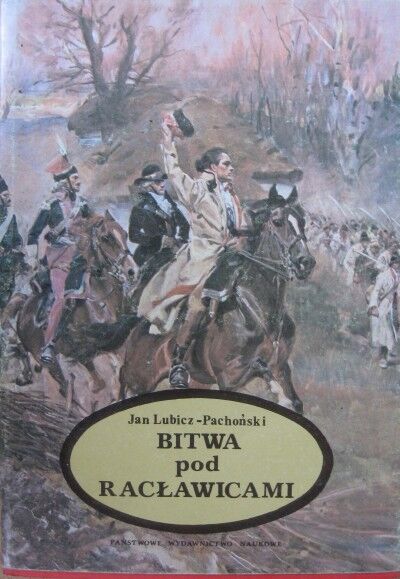 Jan Lubicz-Pachoński
BITWA
pod
RACŁAWICAMI
PAŃSTWOWE WYDAWNICTWO NAUKOWE